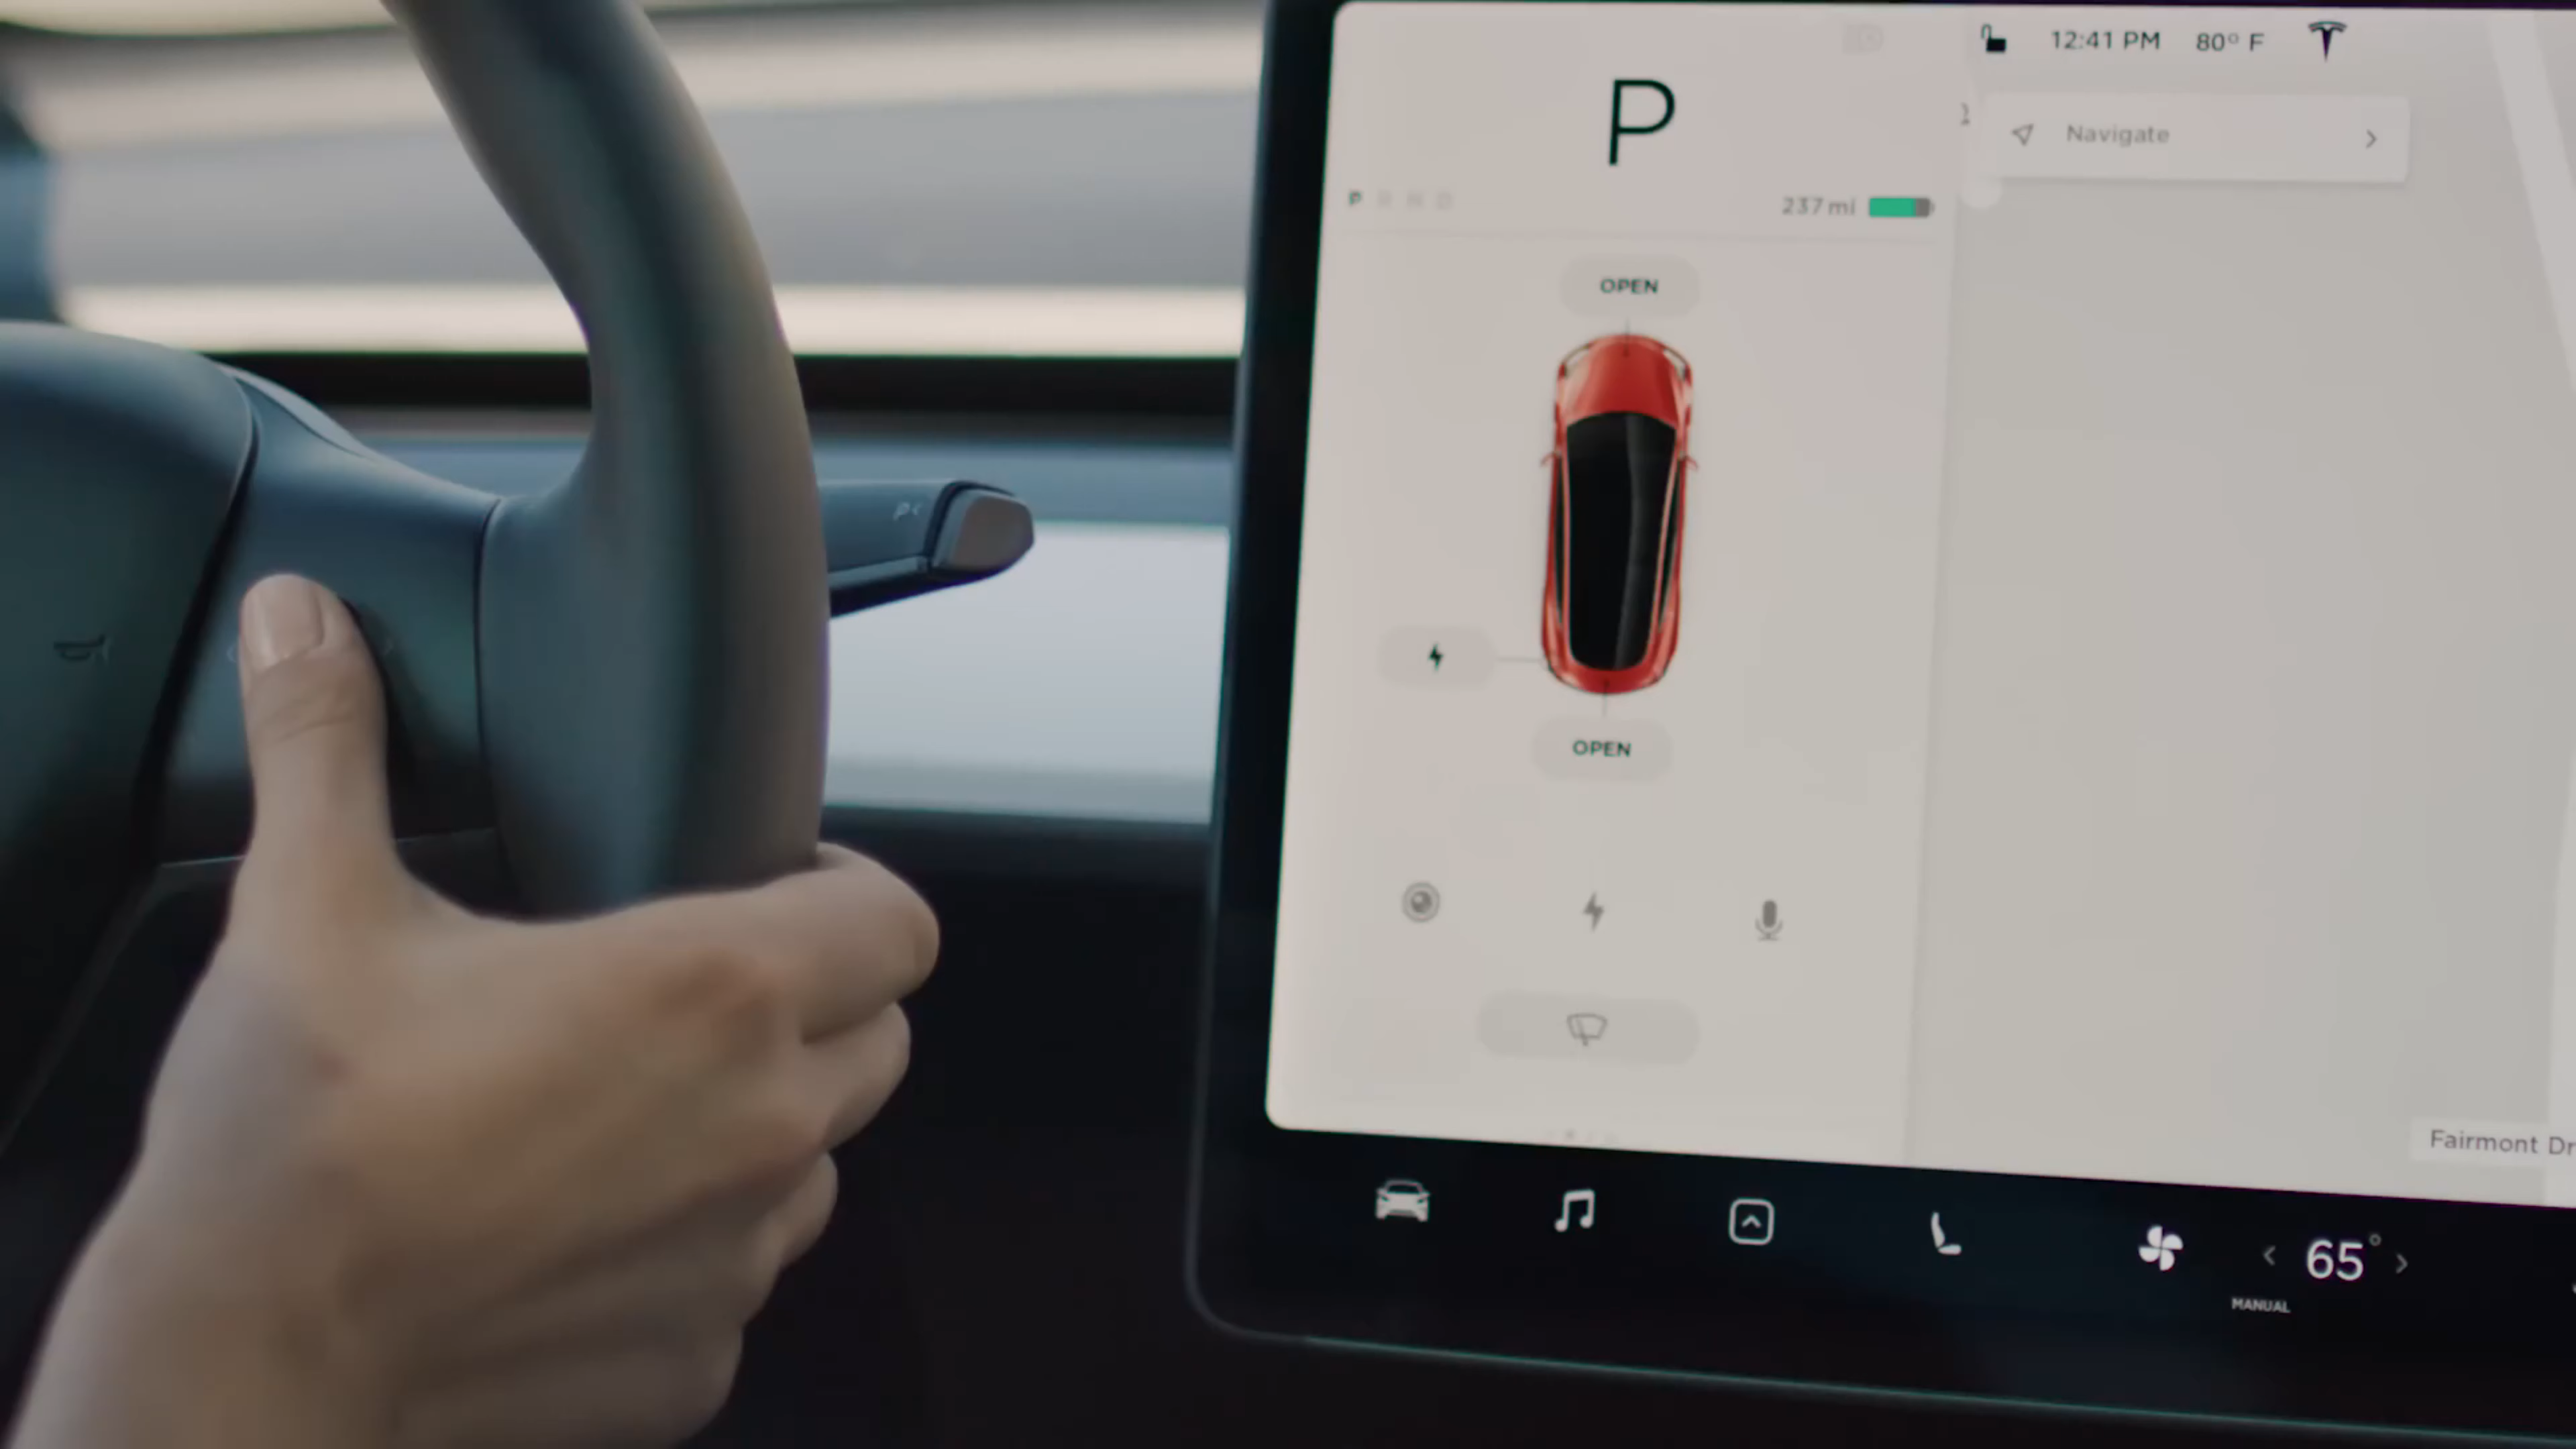 12:41 PM 80° F
P
Navigate
P R N D
237 mi
OPEN
OPEN
Fairmont Dr
65°
MANUAL
P